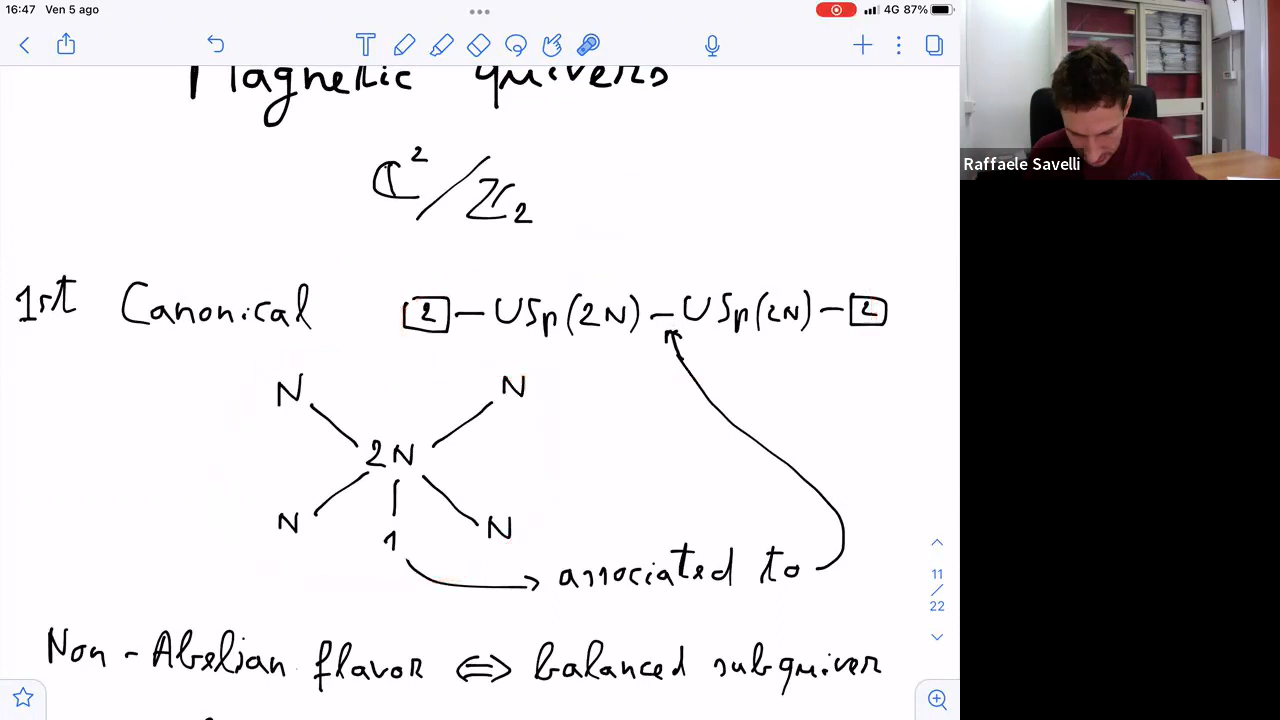 16:47 Ven 5 ago
4G 87%
Magnetic quivers
ℂ²/ℤ₂
1st Canonical 2 — USp(2N) — USp(2N) — 2
N N
2N
N N
1
associated to
Non-Abelian flavor ⇔ balanced subquiver
11
/
22
Raffaele Savelli